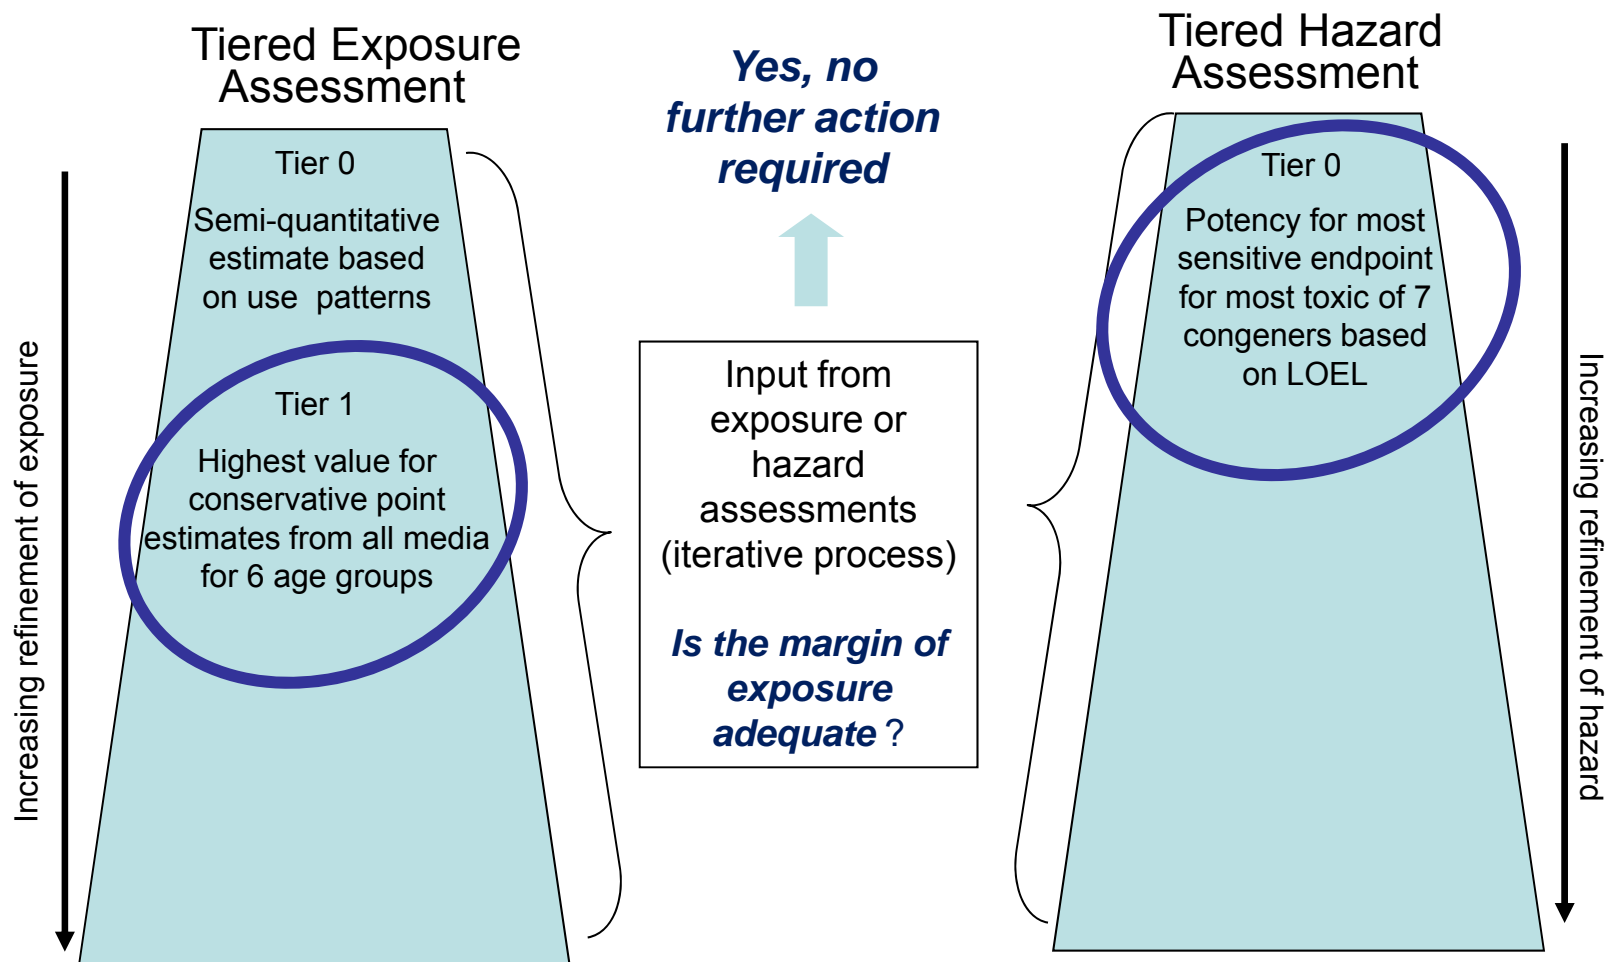 Tiered Exposure
Assessment
Tier 0
Semi-quantitative
estimate based
on use patterns
Tier 1
Highest value for
conservative point
estimates from all media
for 6 age groups
Increasing refinement of exposure
Yes, no
further action
required
Input from
exposure or
hazard
assessments
(iterative process)
Is the margin of
exposure
adequate ?
Tiered Hazard
Assessment
Tier 0
Potency for most
sensitive endpoint
for most toxic of 7
congeners based
on LOEL
Increasing refinement of hazard